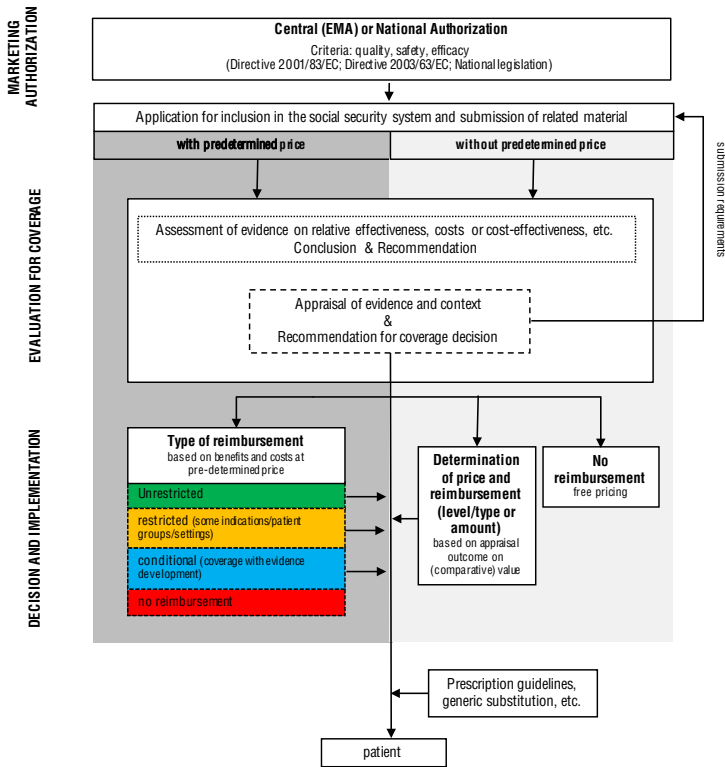 MARKETING
AUTHORIZATION
Central (EMA) or National Authorization
Criteria: quality, safety, efficacy
(Directive 2001/83/EC; Directive 2003/63/EC; National legislation)
Application for inclusion in the social security system and submission of related material
with predetermined price
without predetermined price
submission requirements
EVALUATION FOR COVERAGE
Assessment of evidence on relative effectiveness, costs or cost-effectiveness, etc.
Conclusion & Recommendation
Appraisal of evidence and context
&
Recommendation for coverage decision
DECISION AND IMPLEMENTATION
Type of reimbursement
based on benefits and costs at
pre-determined price
Unrestricted
restricted (some indications/patient
groups/settings)
conditional (coverage with evidence
development)
no reimbursement
Determination
of price and
reimbursement
(level/type or
amount)
based on appraisal
outcome on
(comparative) value
No
reimbursement
free pricing
Prescription guidelines,
generic substitution, etc.
patient